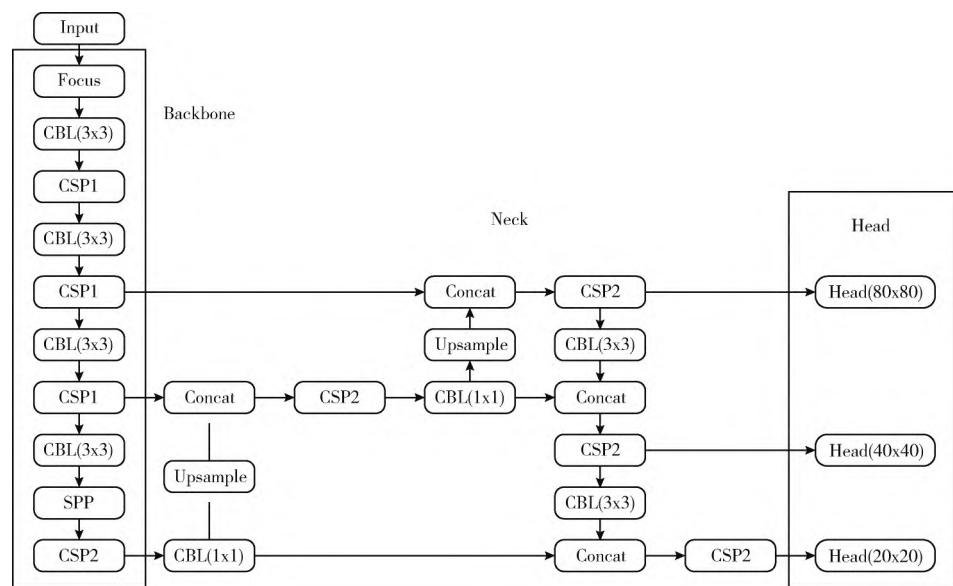 Input
Focus
Backbone
CBL(3x3)
CSP1
Neck
Head
CBL(3x3)
CSP1
Concat
CSP2
Head(80x80)
CBL(3x3)
Upsample
CBL(3x3)
CSP1
Concat
CSP2
CBL(1x1)
Concat
CBL(3x3)
CSP2
Head(40x40)
Upsample
SPP
CBL(3x3)
CSP2
CBL(1x1)
Concat
CSP2
Head(20x20)